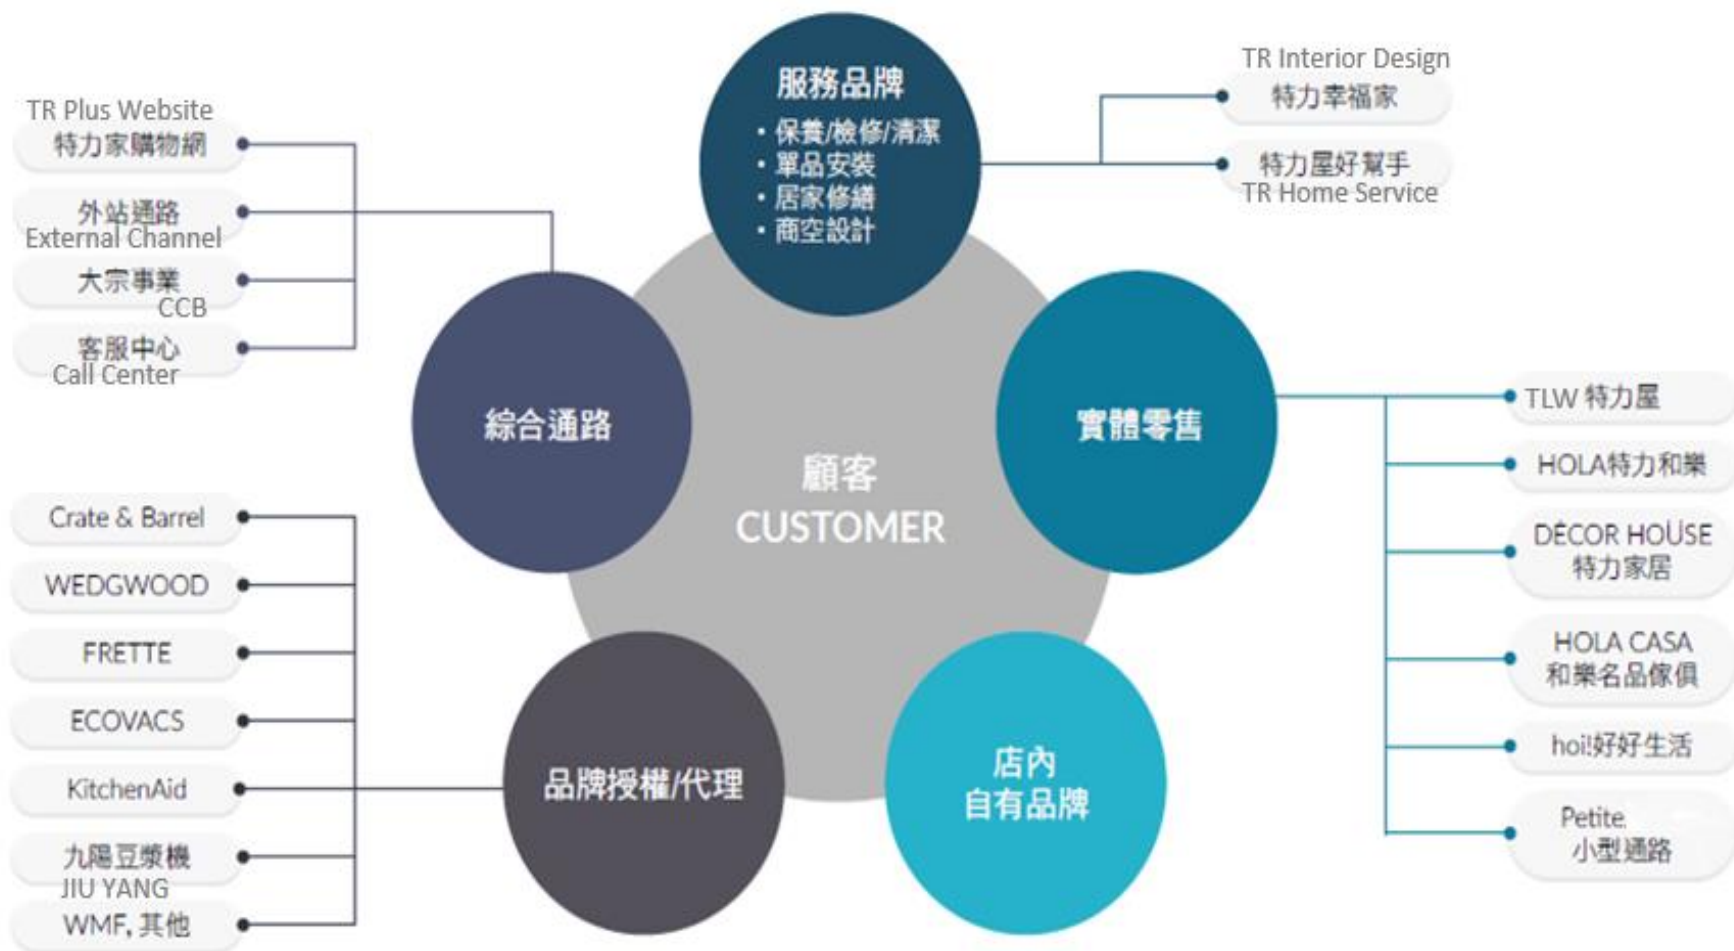 服務品牌
・保養/檢修/清潔
・單品安裝
・居家修繕
・商空設計
TR Interior Design
特力幸福家
特力屋好幫手
TR Home Service
TR Plus Website
特力家購物網
外站通路
External Channel
大宗事業
CCB
客服中心
Call Center
綜合通路
顧客
CUSTOMER
實體零售
TLW 特力屋
HOLA特力和樂
DÉCOR HOUSE
特力家居
HOLA CASA
和樂名品傢俱
hoi!好好生活
Petite
小型通路
Crate & Barrel
WEDGWOOD
FRETTE
ECOVACS
KitchenAid
九陽豆漿機
JIU YANG
WMF, 其他
品牌授權/代理
店內
自有品牌